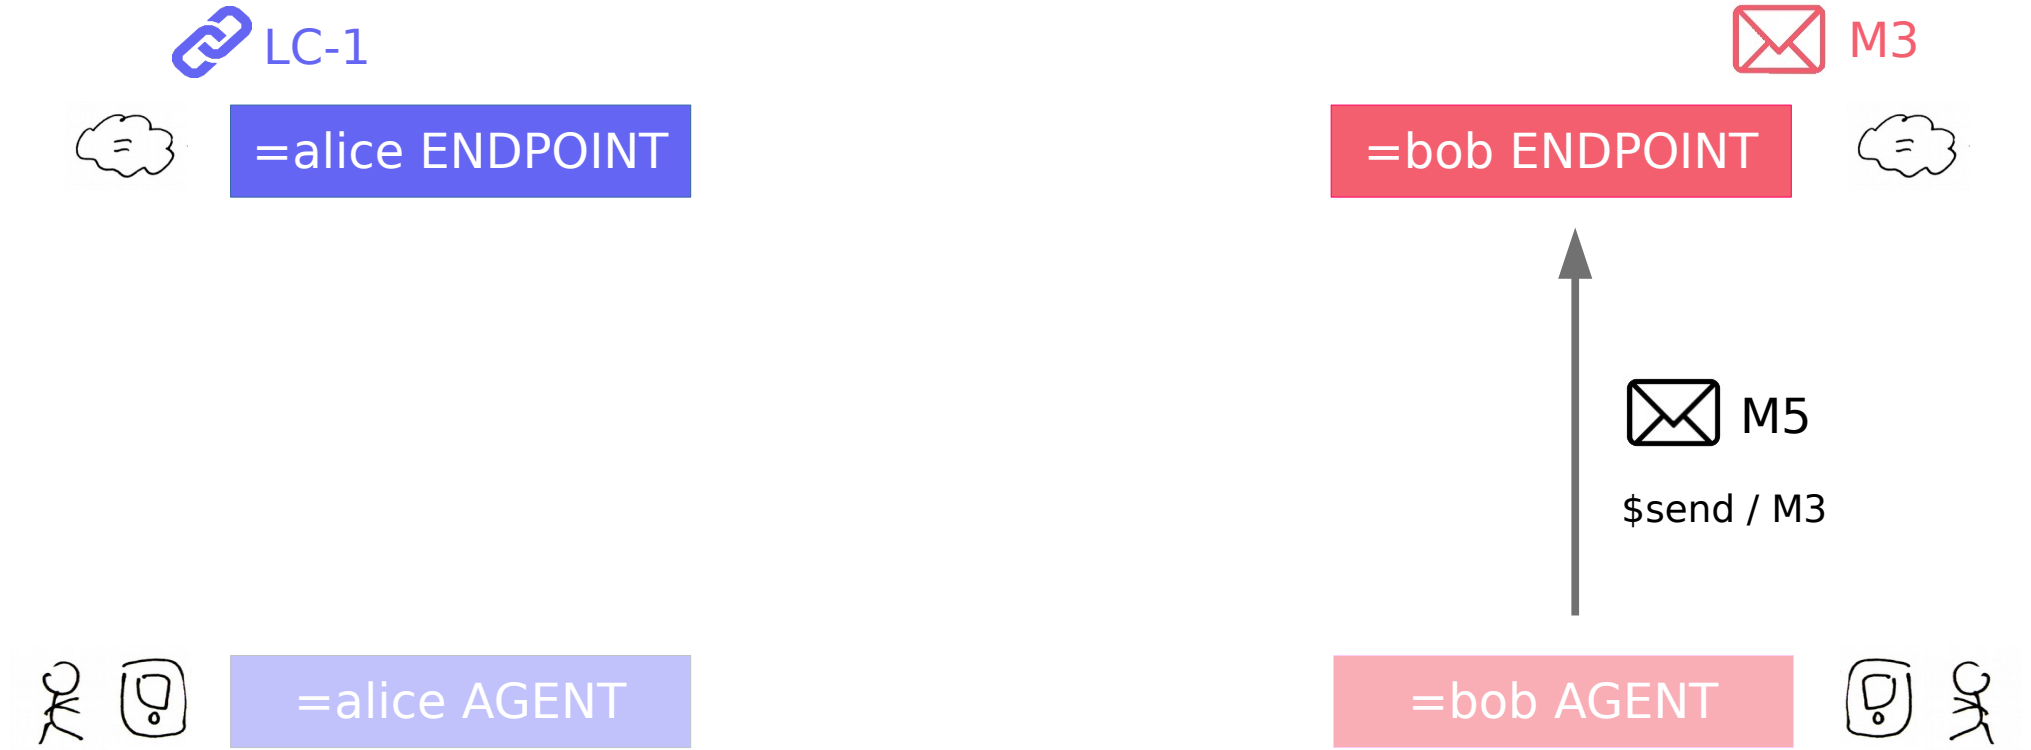 LC-1
M3
=alice ENDPOINT
=bob ENDPOINT
M5
$send / M3
=alice AGENT
=bob AGENT